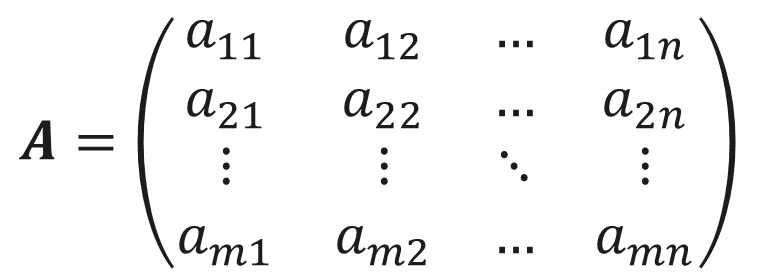 a₁₁ a₁₂ … a₁ₙ
a₂₁ a₂₂ … a₂ₙ
A = ( ⋮ ⋮ ⋱ ⋮ )
aₘ₁ aₘ₂ … aₘₙ